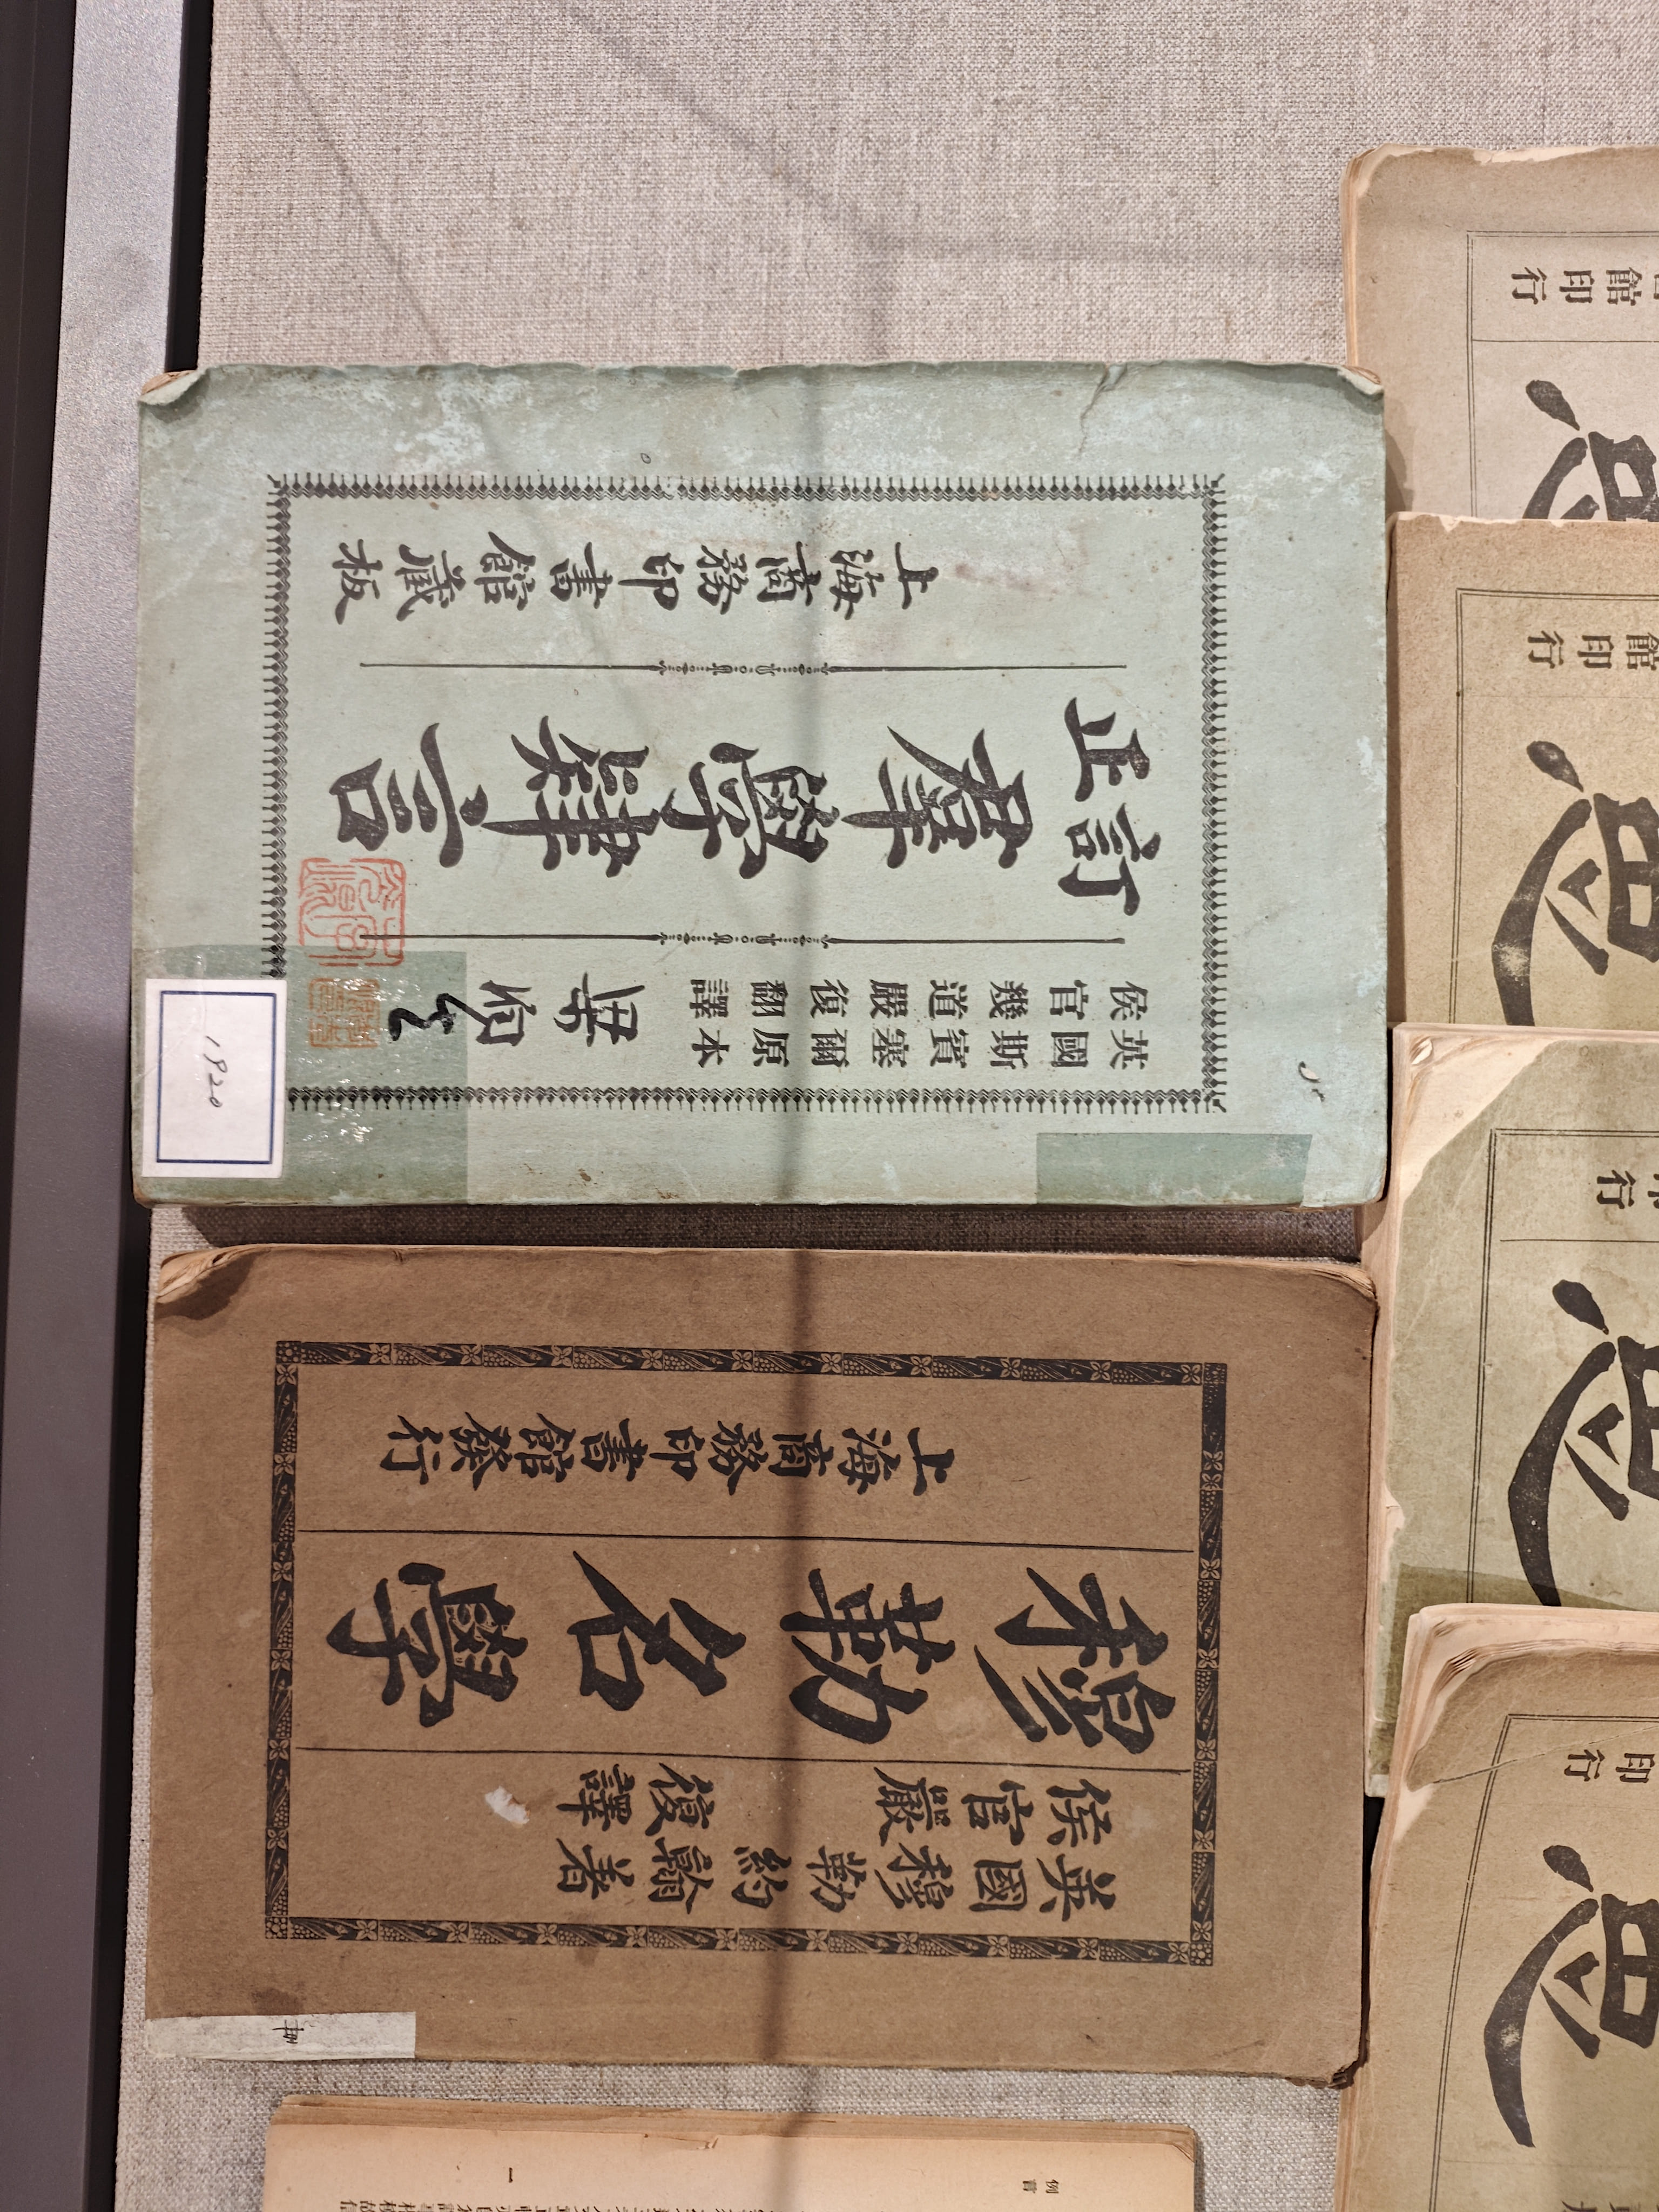 英國斯賓塞爾原本
侯官嚴幾道復翻譯
訂正羣學肄言
上海商務印書館藏板
1920
英國穆勒約翰著
侯官嚴復譯
穆勒名學
上海商務印書館發行
館印行
館印行
行
印行